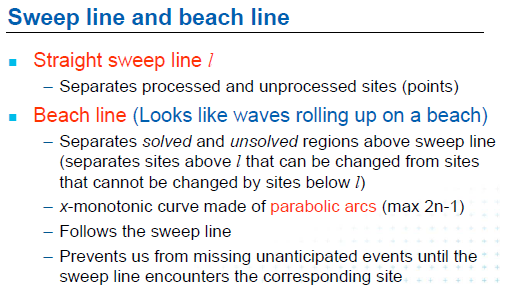 Sweep line and beach line
Straight sweep line l
– Separates processed and unprocessed sites (points)
Beach line (Looks like waves rolling up on a beach)
– Separates solved and unsolved regions above sweep line
(separates sites above l that can be changed from sites
that cannot be changed by sites below l)
– x-monotonic curve made of parabolic arcs (max 2n-1)
– Follows the sweep line
– Prevents us from missing unanticipated events until the
sweep line encounters the corresponding site